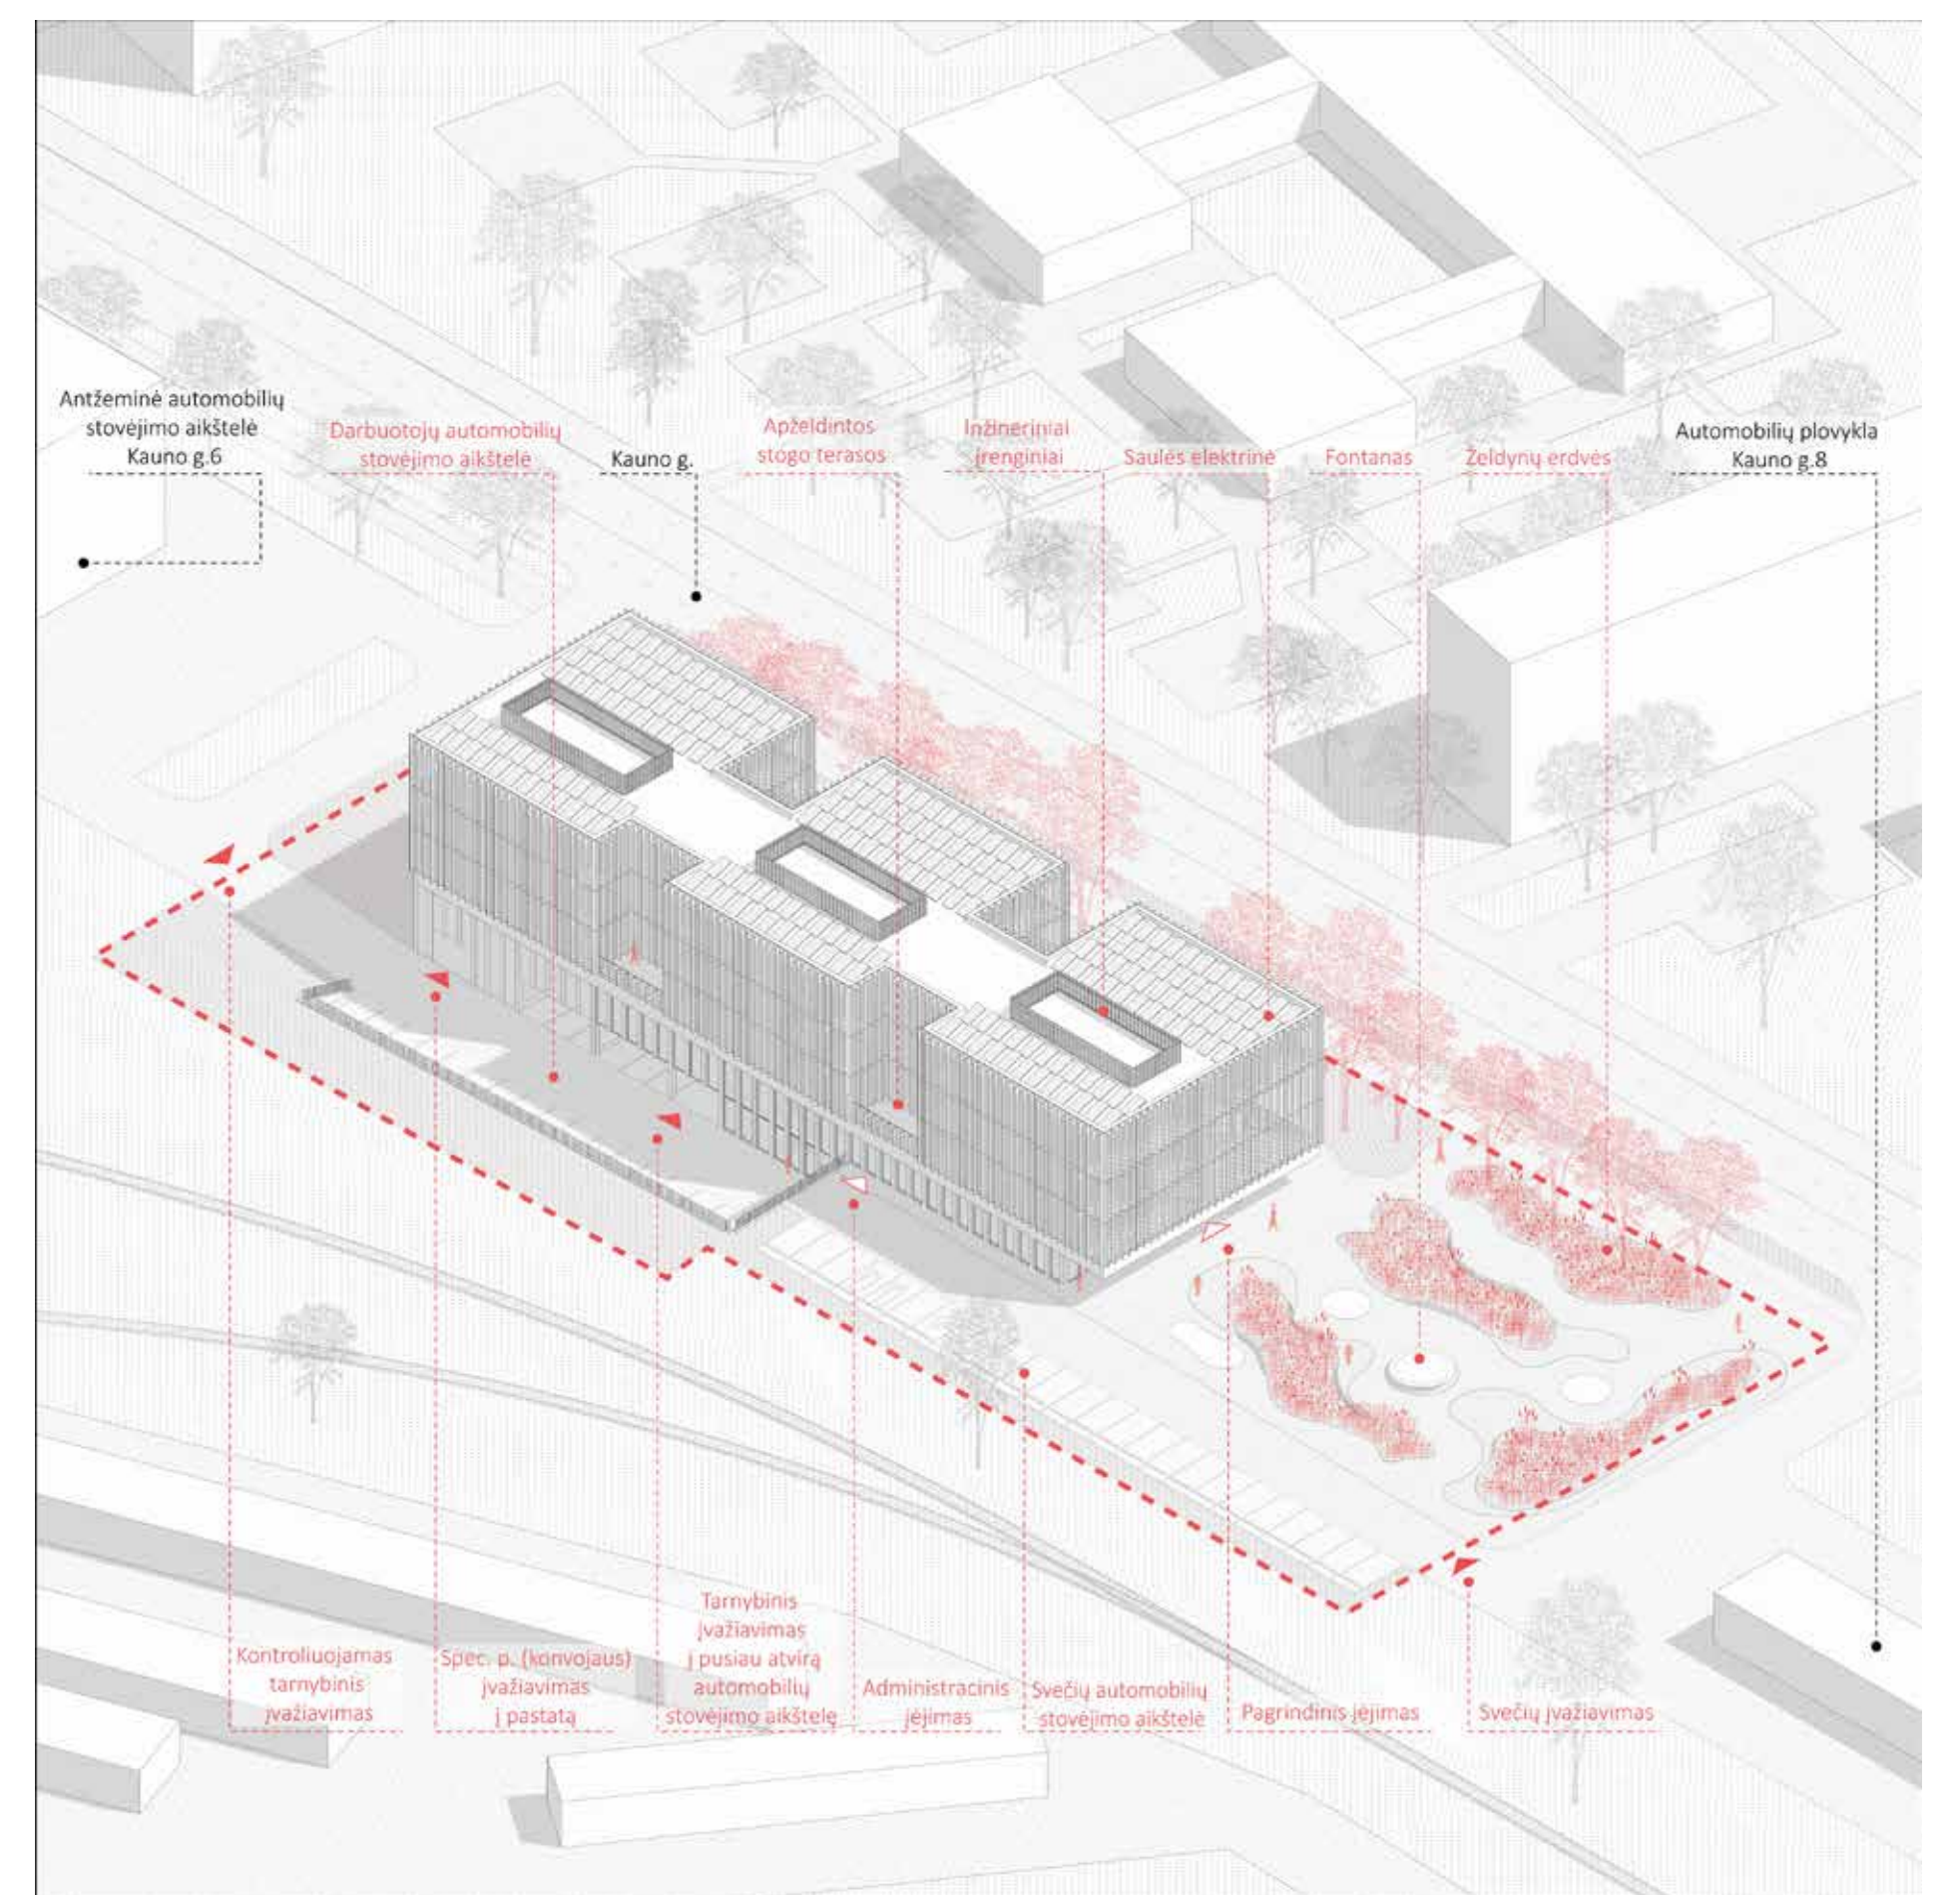 Antžeminė automobilių
stovėjimo aikštelė
Kauno g.6
Darbuotojų automobilių
stovėjimo aikštelė
Kauno g.
Apželdintos
stogo terasos
Inžineriniai
įrenginiai
Saulės elektrinė
Fontanas
Želdynų erdvės
Automobilių plovykla
Kauno g.8
Kontroliuojamas
tarnybinis
įvažiavimas
Spec. p. (konvojaus)
įvažiavimas
į pastatą
Tarnybinis
įvažiavimas
į pusiau atvirą
automobilių
stovėjimo aikštelę
Administracinis
įėjimas
Svečių automobilių
stovėjimo aikštelė
Pagrindinis įėjimas
Svečių įvažiavimas